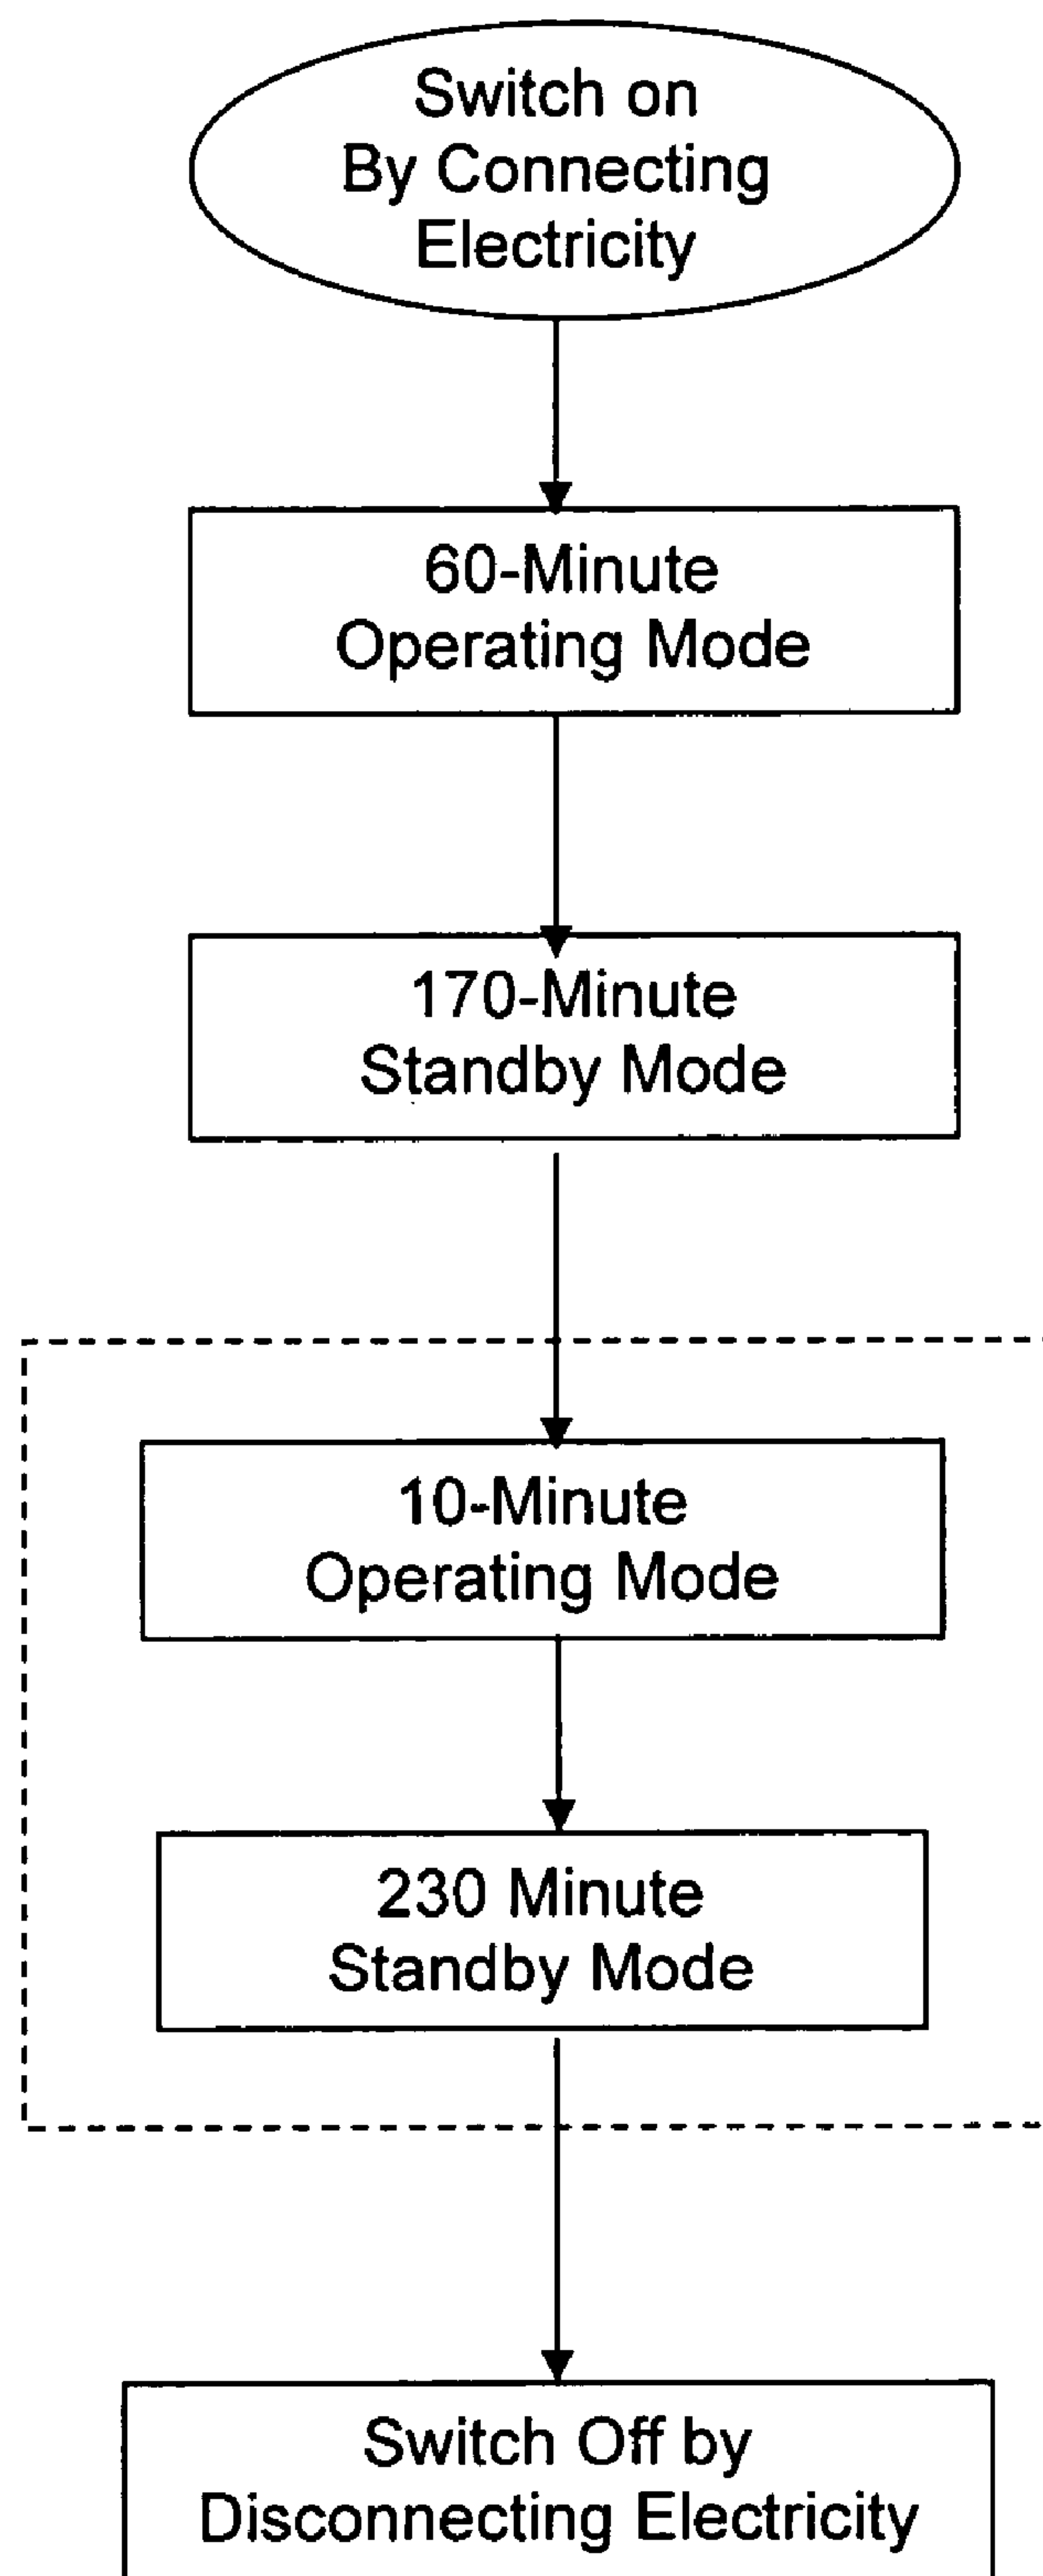 Switch on
By Connecting
Electricity
60-Minute
Operating Mode
170-Minute
Standby Mode
10-Minute
Operating Mode
230 Minute
Standby Mode
Switch Off by
Disconnecting Electricity